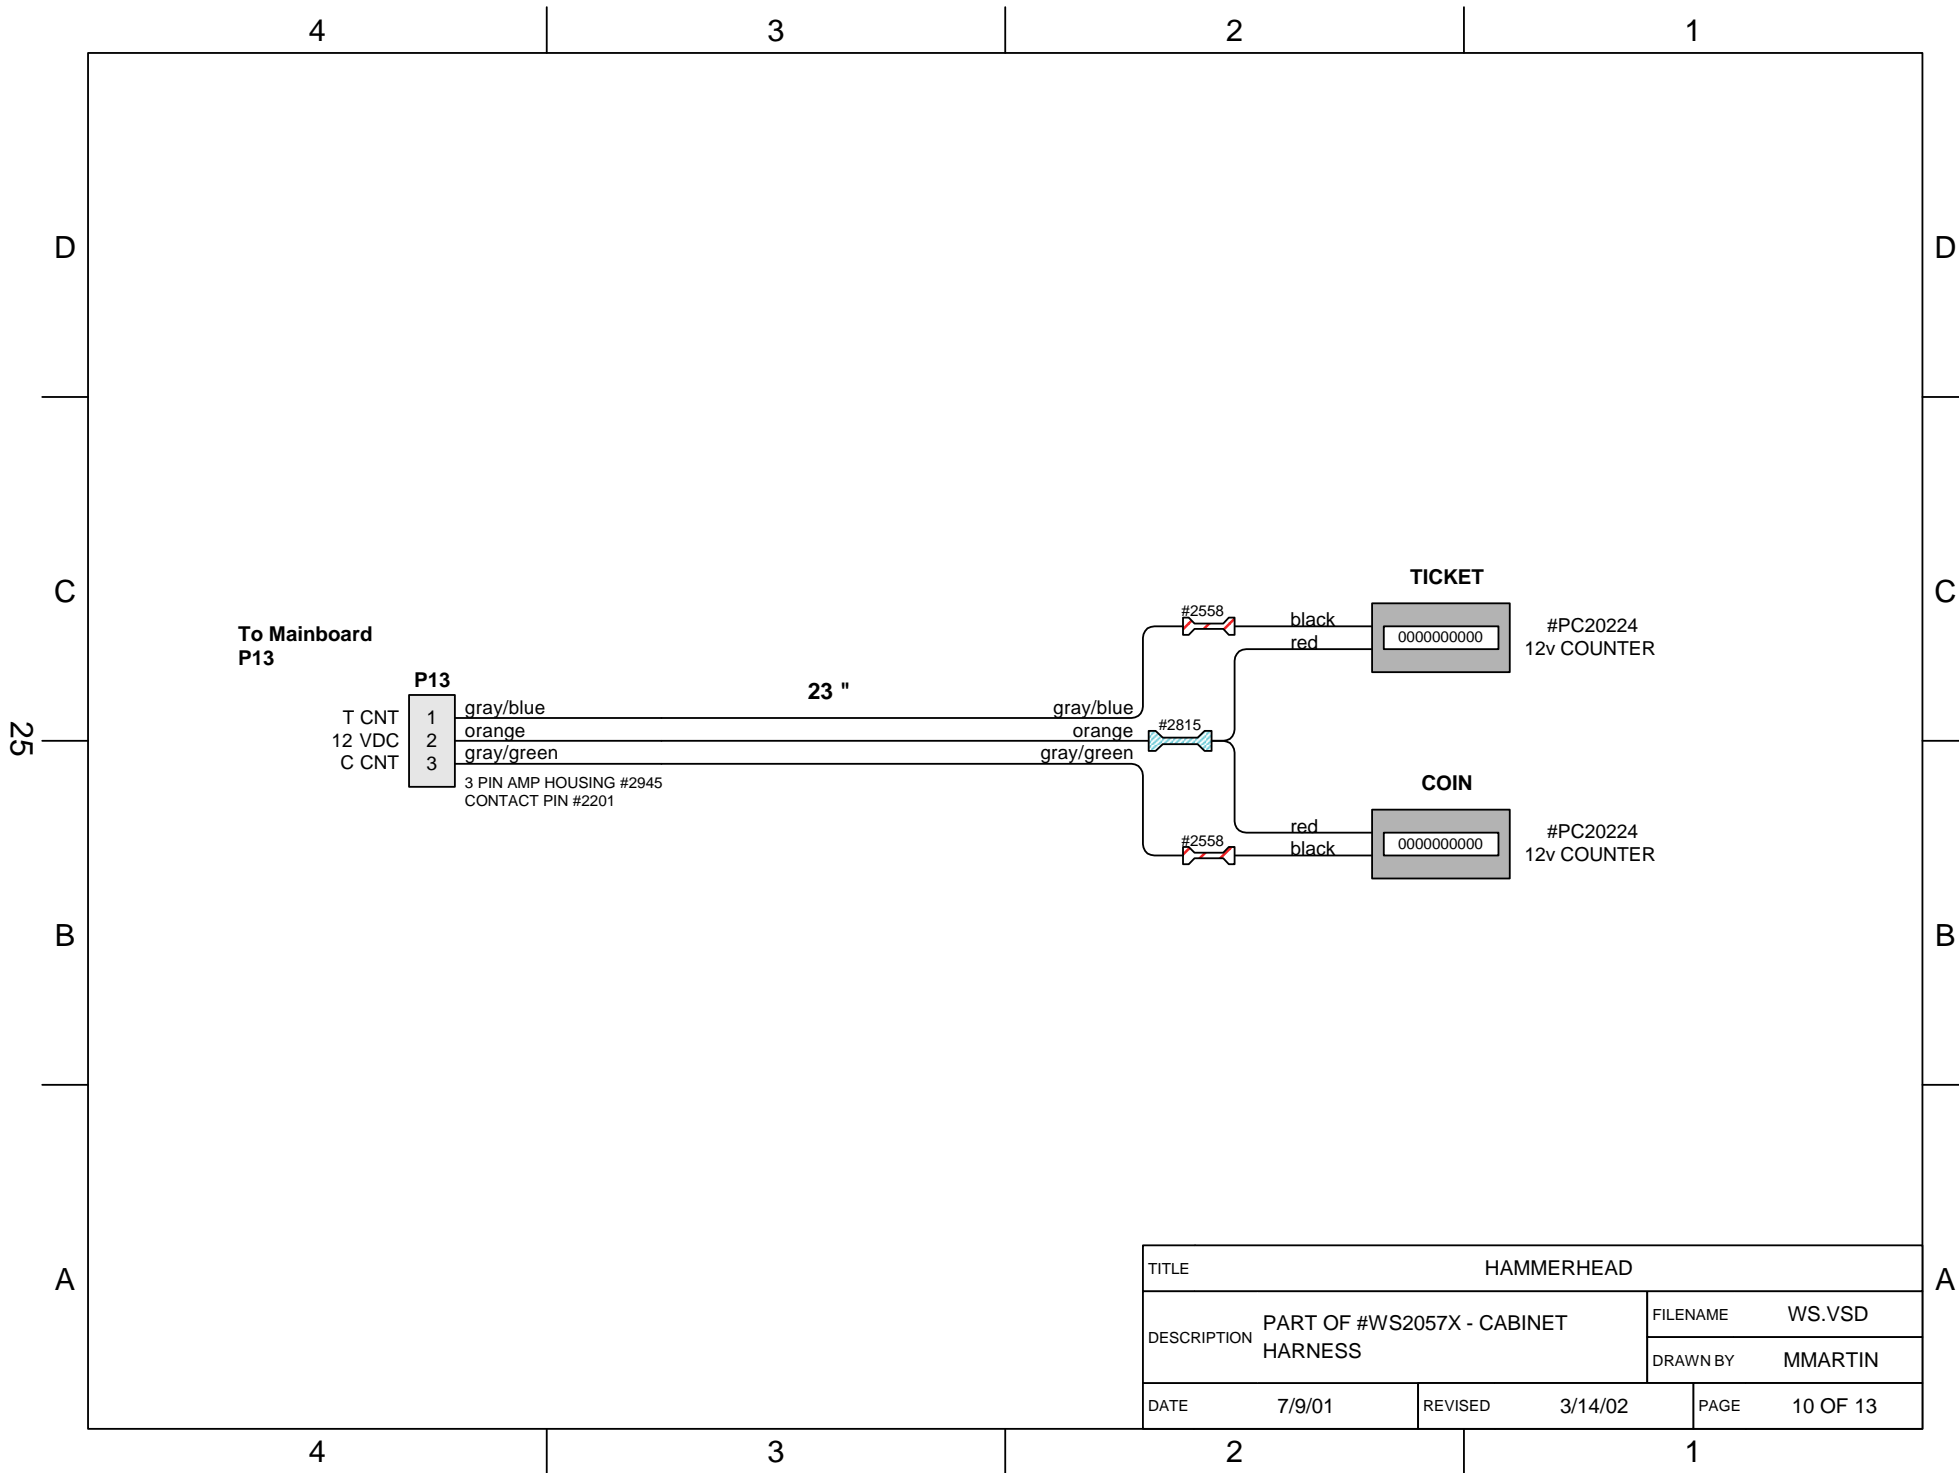 4 3 2 1
D D
C C
B B
A A
25
To Mainboard
P13
P13
T CNT 1 gray/blue
12 VDC 2 orange
C CNT 3 gray/green
3 PIN AMP HOUSING #2945
CONTACT PIN #2201
23 "
gray/blue
orange
gray/green
#2558
#2815
#2558
TICKET
black
red
0000000000
#PC20224
12v COUNTER
COIN
red
black
0000000000
#PC20224
12v COUNTER
TITLE HAMMERHEAD
DESCRIPTION PART OF #WS2057X - CABINET
HARNESS
FILENAME WS.VSD
DRAWN BY MMARTIN
DATE 7/9/01 REVISED 3/14/02 PAGE 10 OF 13
4 3 2 1